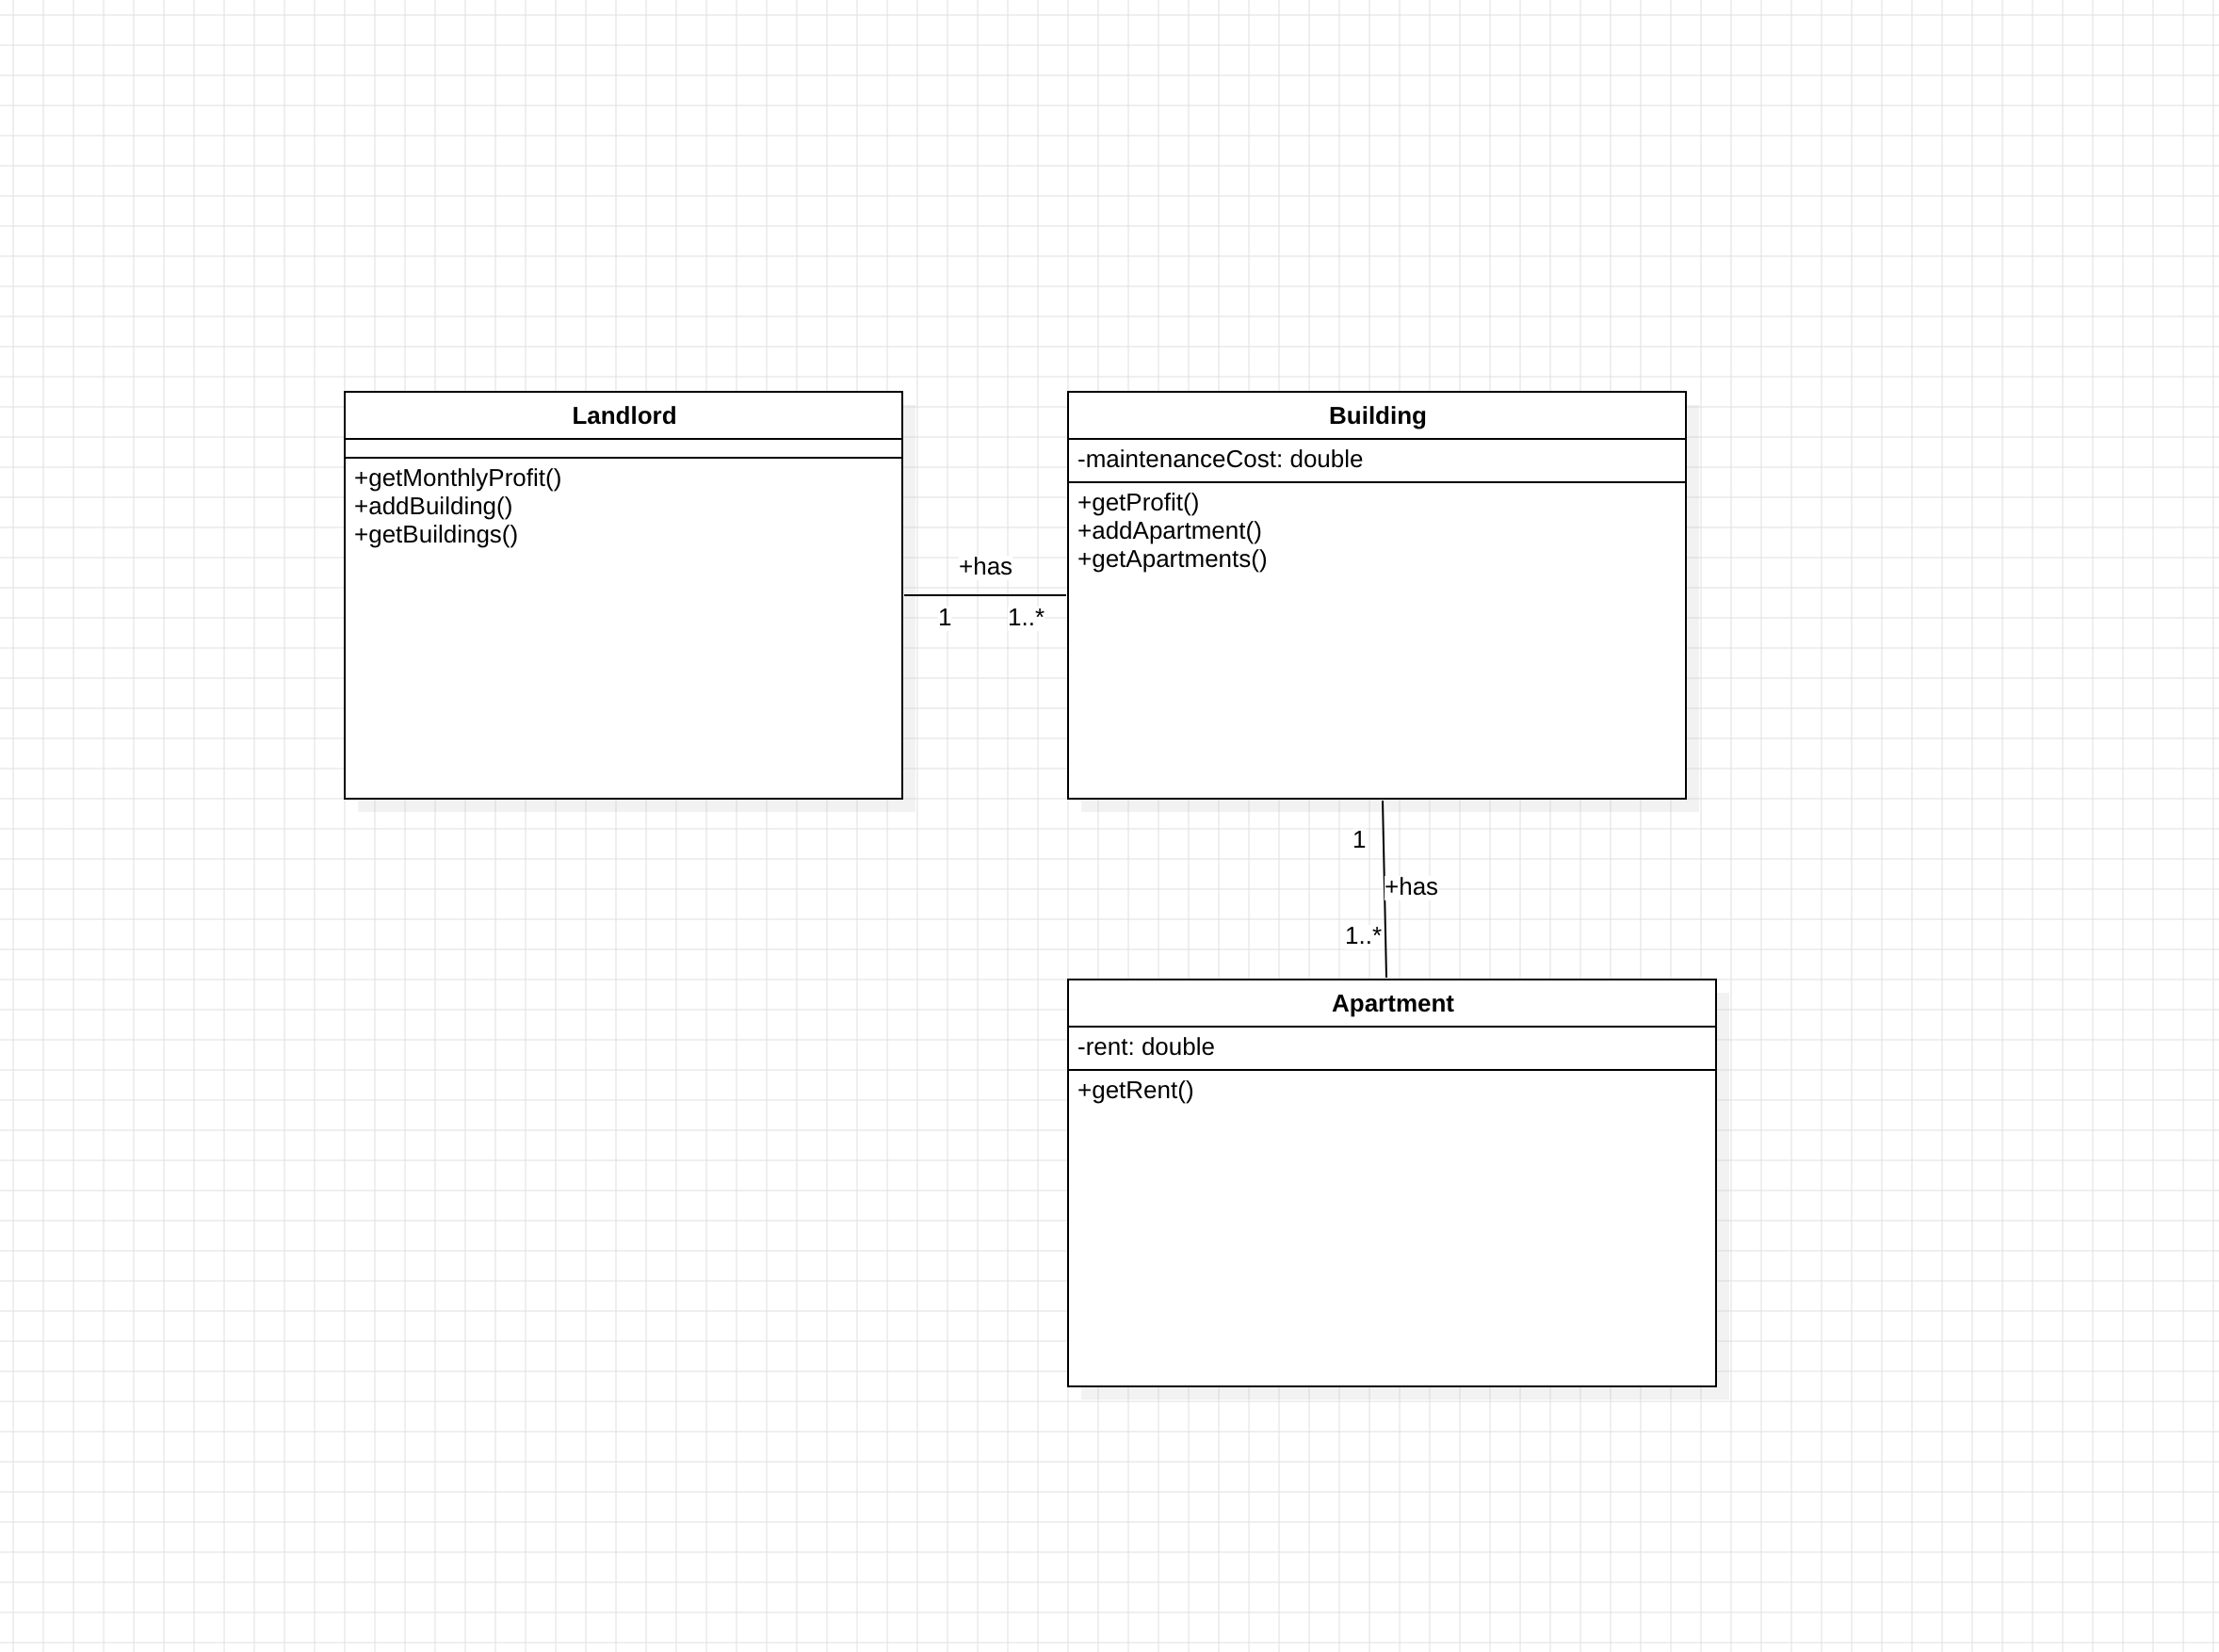 Landlord
+getMonthlyProfit()
+addBuilding()
+getBuildings()
+has
1
1..*
Building
-maintenanceCost: double
+getProfit()
+addApartment()
+getApartments()
1
+has
1..*
Apartment
-rent: double
+getRent()